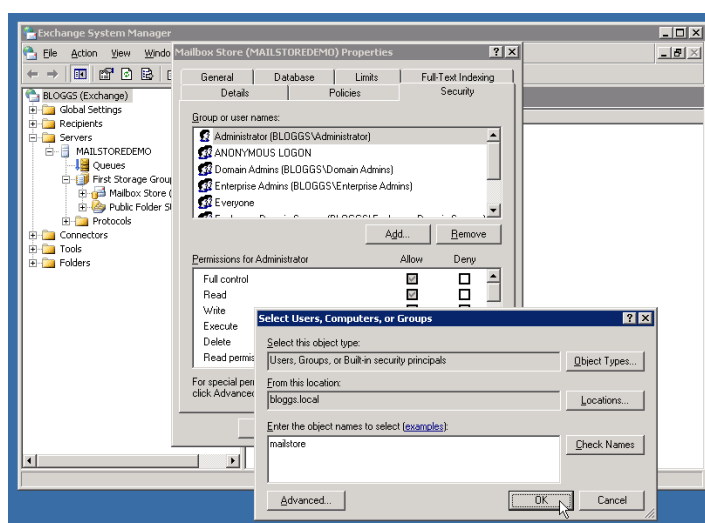 Exchange System Manager
File Action View Windo
BLOGGS (Exchange)
Global Settings
Recipients
Servers
MAILSTOREDEMO
Queues
First Storage Grou
Mailbox Store (
Public Folder St
Protocols
Connectors
Tools
Folders
Mailbox Store (MAILSTOREDEMO) Properties
General Database Limits Full-Text Indexing
Details Policies Security
Group or user names:
Administrator (BLOGGS\Administrator)
ANONYMOUS LOGON
Domain Admins (BLOGGS\Domain Admins)
Enterprise Admins (BLOGGS\Enterprise Admins)
Everyone
Add... Remove
Permissions for Administrator Allow Deny
Full control
Read
Write
Execute
Delete
Read permis
For special per
click Advanced
Select Users, Computers, or Groups
Select this object type:
Users, Groups, or Built-in security principals
Object Types...
From this location:
bloggs.local
Locations...
Enter the object names to select (examples):
mailstore
Check Names
Advanced... OK Cancel